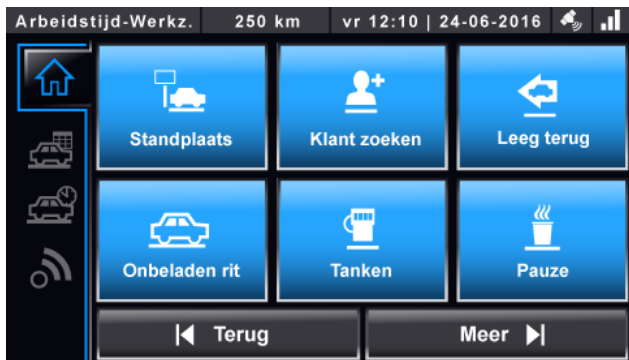 Arbeidstijd-Werkz. 250 km vr 12:10 | 24-06-2016
Standplaats Klant zoeken Leeg terug
Onbeladen rit Tanken Pauze
Terug Meer